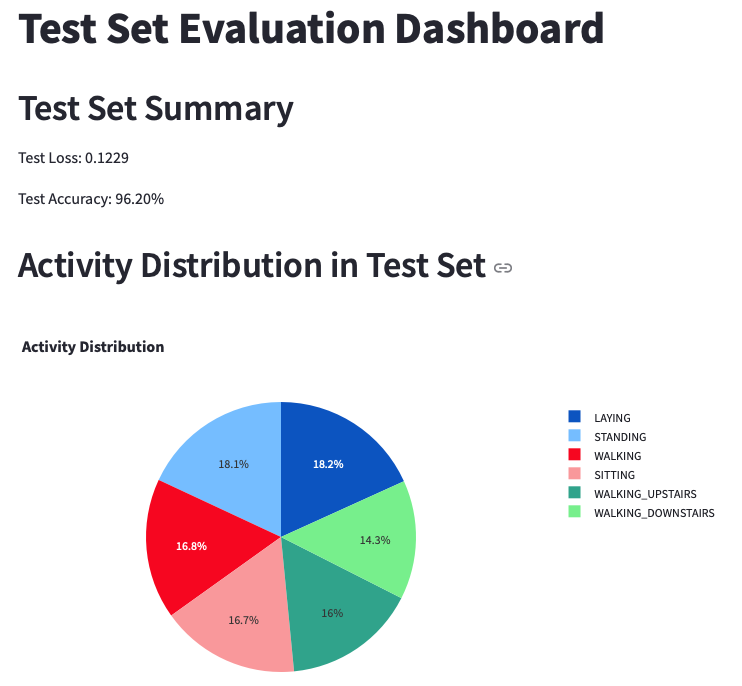 Test Set Evaluation Dashboard
Test Set Summary
Test Loss: 0.1229
Test Accuracy: 96.20%
Activity Distribution in Test Set
Activity Distribution
18.1%
18.2%
16.8%
14.3%
16.7%
16%
LAYING
STANDING
WALKING
SITTING
WALKING_UPSTAIRS
WALKING_DOWNSTAIRS